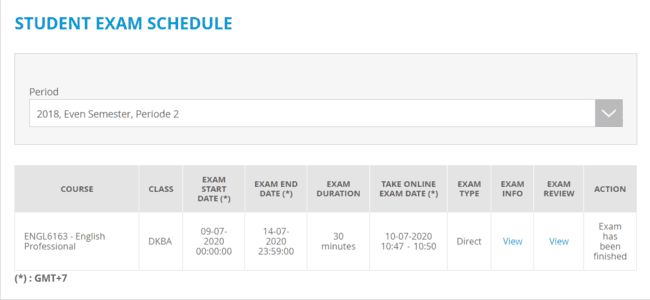 STUDENT EXAM SCHEDULE
Period
2018, Even Semester, Periode 2
COURSE
CLASS
EXAM
START
DATE (*)
EXAM END
DATE (*)
EXAM
DURATION
TAKE ONLINE
EXAM DATE (*)
EXAM
TYPE
EXAM
INFO
EXAM
REVIEW
ACTION
ENGL6163 - English
Professional
DKBA
09-07-
2020
00:00:00
14-07-
2020
23:59:00
30
minutes
10-07-2020
10:47 - 10:50
Direct
View
View
Exam
has
been
finished
(*) : GMT+7